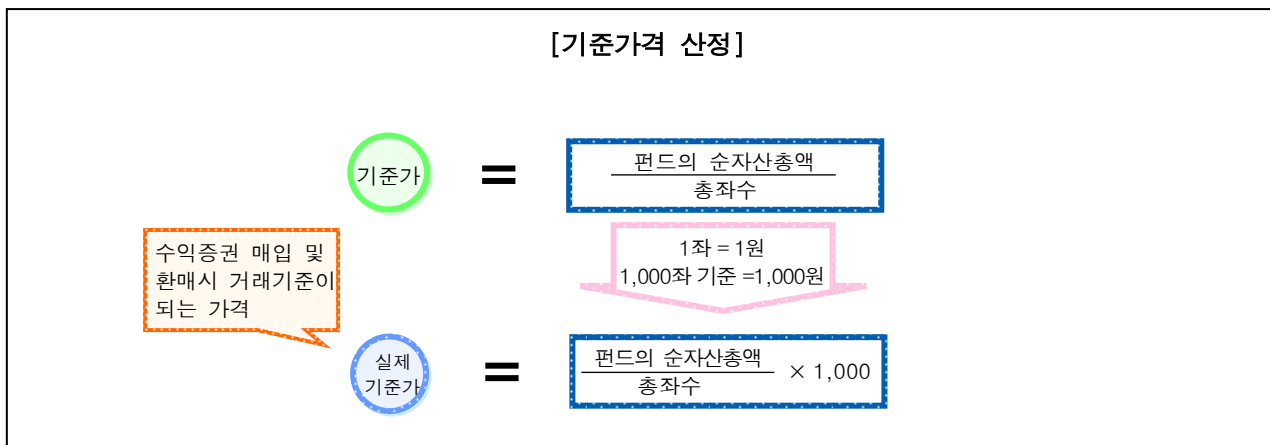 [기준가격 산정]
기준가
=
펀드의 순자산총액
총좌수
1좌 = 1원
1,000좌 기준 =1,000원
수익증권 매입 및
환매시 거래기준이
되는 가격
실제
기준가
=
펀드의 순자산총액
총좌수
× 1,000